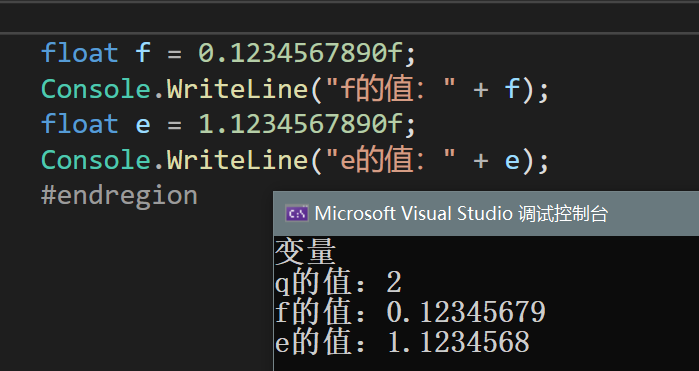 float f = 0.1234567890f;
Console.WriteLine("f的值：" + f);
float e = 1.1234567890f;
Console.WriteLine("e的值：" + e);
#endregion
Microsoft Visual Studio 调试控制台
变量
q的值：2
f的值：0.12345679
e的值：1.1234568